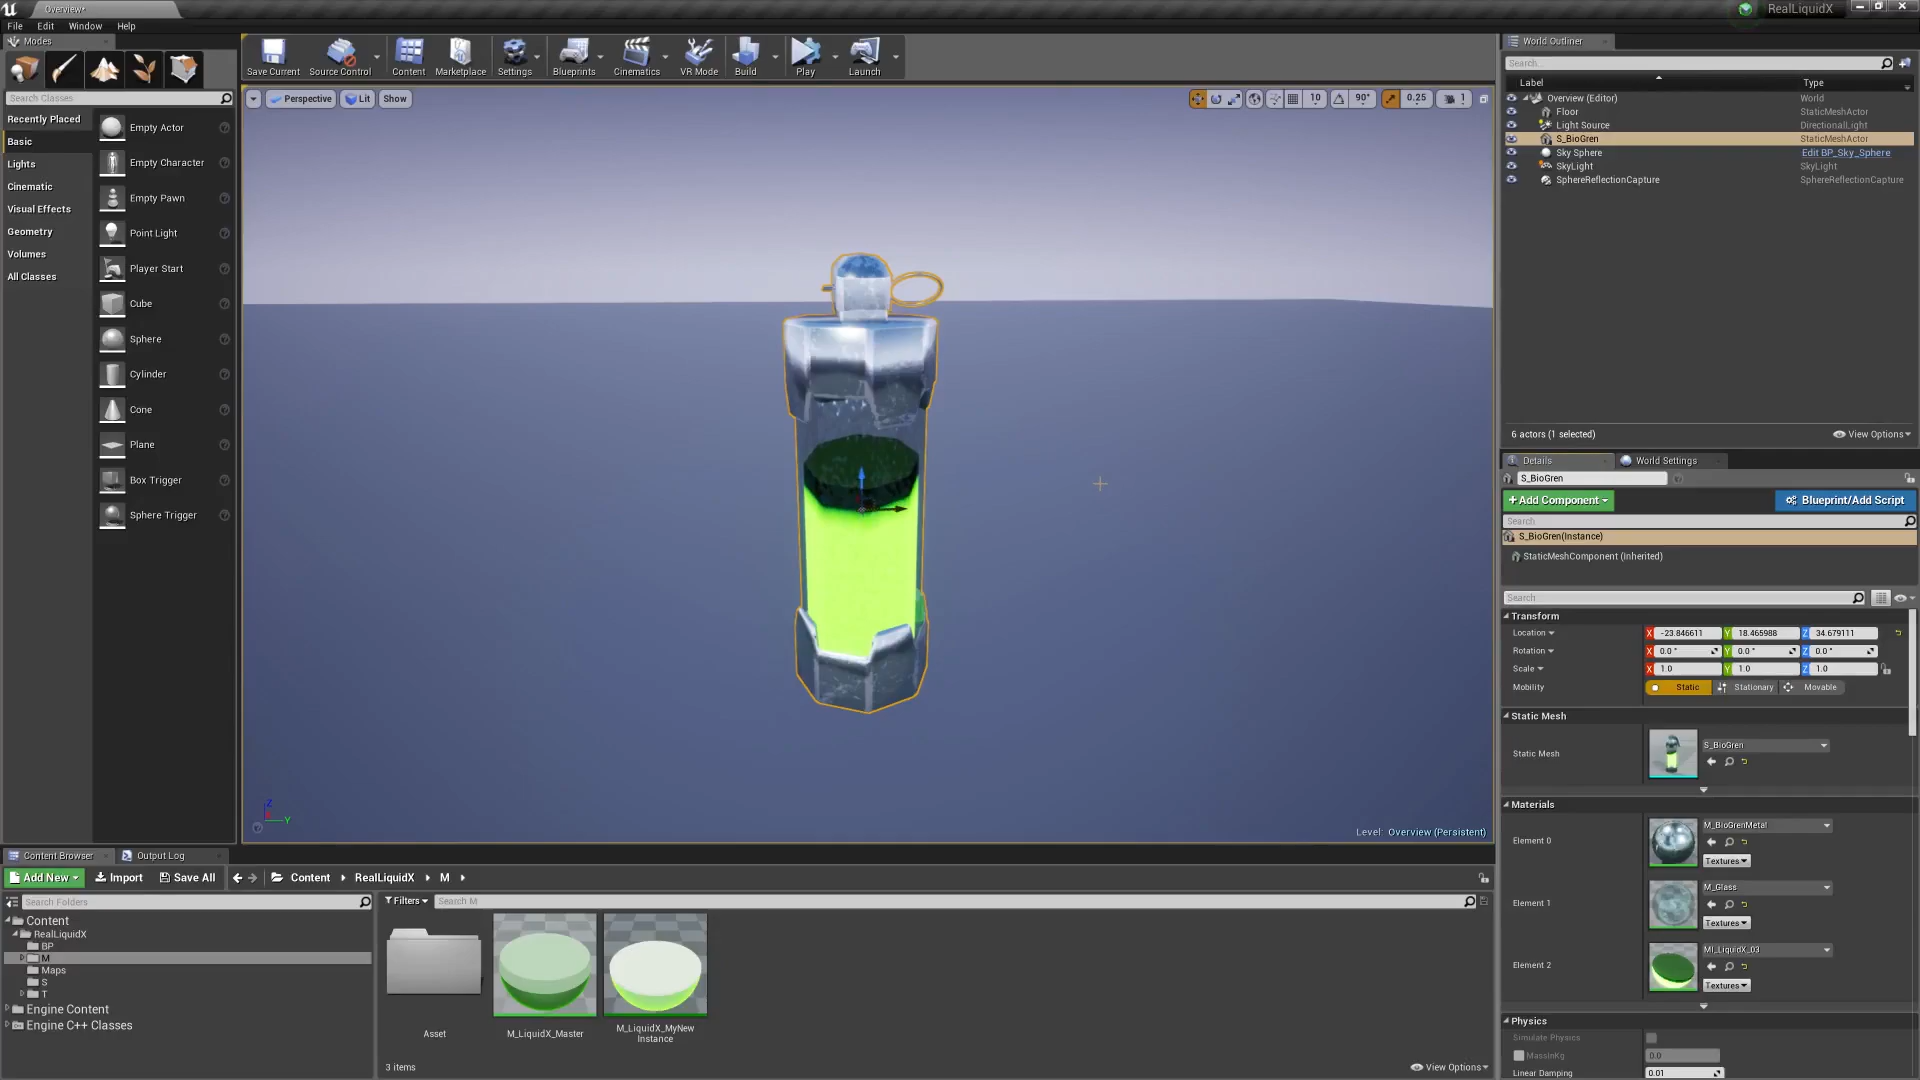 Overview*
RealLiquidX
File Edit Window Help
Modes
Search Classes
Recently Placed
Basic
Lights
Cinematic
Visual Effects
Geometry
Volumes
All Classes
Empty Actor
Empty Character
Empty Pawn
Point Light
Player Start
Cube
Sphere
Cylinder
Cone
Plane
Box Trigger
Sphere Trigger
Save Current Source Control Content Marketplace Settings Blueprints Cinematics VR Mode Build Play Launch
Perspective Lit Show
10 90° 0.25 1
Z
Y
Level: Overview (Persistent)
World Outliner
Search...
Label Type
Overview (Editor) World
Floor StaticMeshActor
Light Source DirectionalLight
S_BioGren StaticMeshActor
Sky Sphere Edit BP_Sky_Sphere
SkyLight SkyLight
SphereReflectionCapture SphereReflectionCapture
6 actors (1 selected) View Options
Details World Settings
S_BioGren
+Add Component Blueprint/Add Script
Search
S_BioGren(Instance)
StaticMeshComponent (Inherited)
Search
Transform
Location X -23.846611 Y 18.465988 Z 34.679111
Rotation X 0.0 ° Y 0.0 ° Z 0.0 °
Scale X 1.0 Y 1.0 Z 1.0
Mobility Static Stationary Movable
Static Mesh
Static Mesh S_BioGren
Materials
Element 0 M_BioGrenMetal
Textures
Element 1 M_Glass
Textures
Element 2 MI_LiquidX_03
Textures
Physics
Simulate Physics
MassInKg 0.0
Linear Damping 0.01
Content Browser Output Log
Add New Import Save All Content RealLiquidX M
Search Folders
Content
RealLiquidX
BP
M
Maps
S
T
Engine Content
Engine C++ Classes
Filters Search M
Asset
M_LiquidX_Master
M_LiquidX_MyNew
Instance
3 items View Options